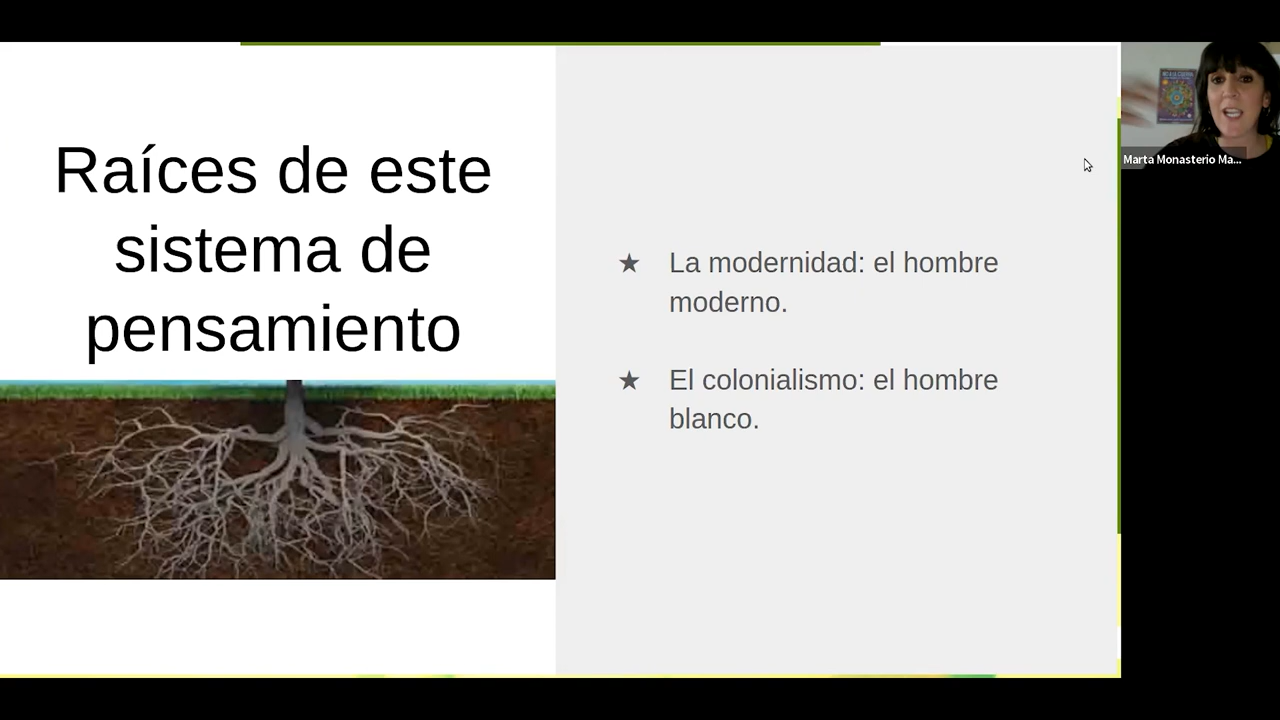 Raíces de este
sistema de
pensamiento
★ La modernidad: el hombre
moderno.
★ El colonialismo: el hombre
blanco.
Marta Monasterio Ma...